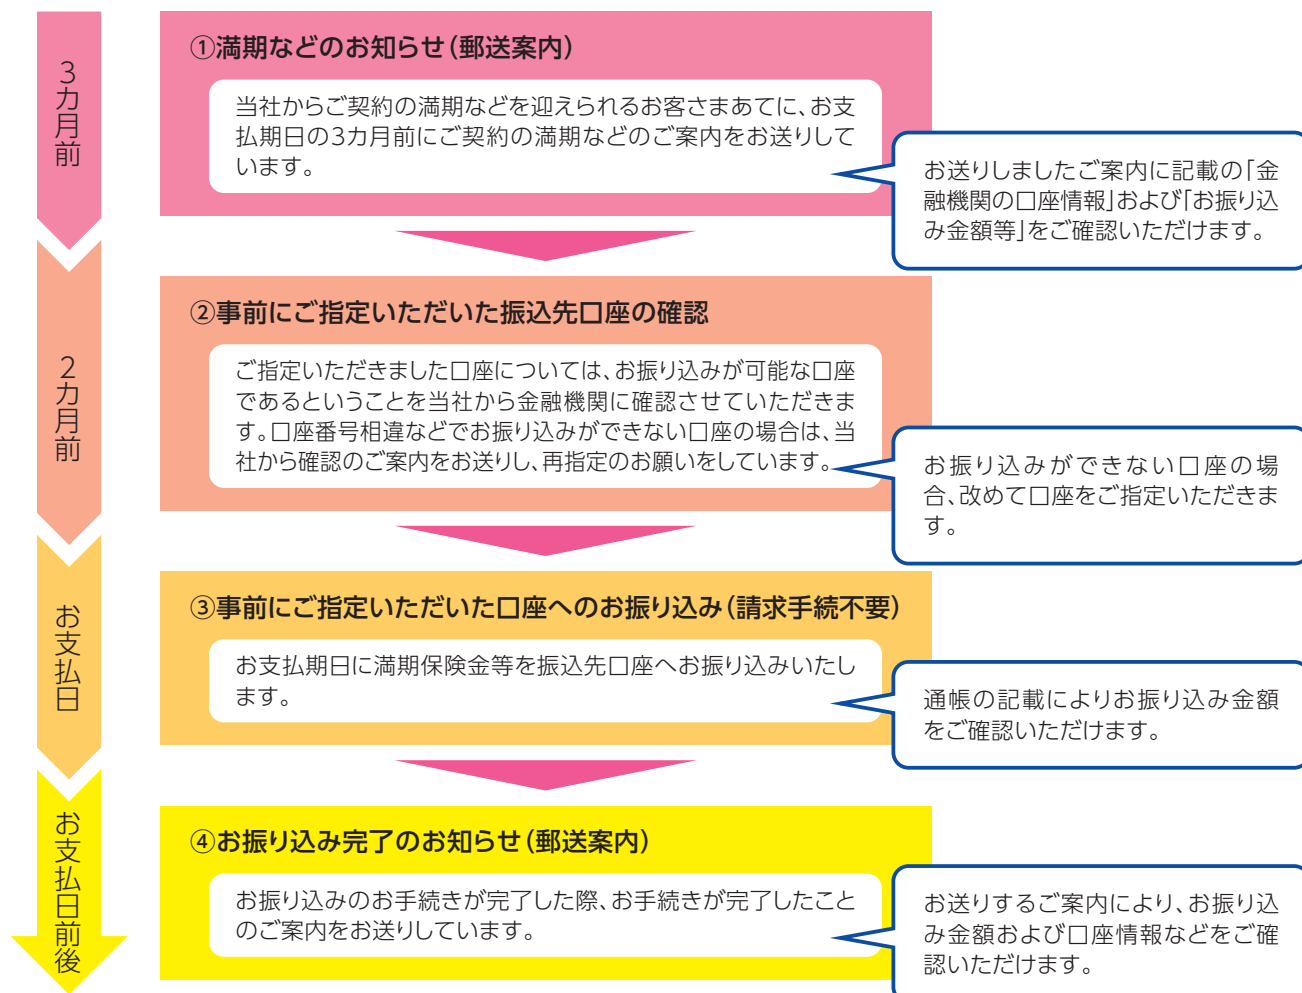 3カ月前
①満期などのお知らせ（郵送案内）
当社からご契約の満期などを迎えられるお客さまあてに、お支
払期日の3カ月前にご契約の満期などのご案内をお送りして
います。
お送りしましたご案内に記載の「金
融機関の口座情報」および「お振り込
み金額等」をご確認いただけます。
2カ月前
②事前にご指定いただいた振込先口座の確認
ご指定いただきました口座については、お振り込みが可能な口座
であるということを当社から金融機関に確認させていただきま
す。口座番号相違などでお振り込みができない口座の場合は、当
社から確認のご案内をお送りし、再指定のお願いをしています。
お振り込みができない口座の場
合、改めて口座をご指定いただきま
す。
お支払日
③事前にご指定いただいた口座へのお振り込み（請求手続不要）
お支払期日に満期保険金等を振込先口座へお振り込みいたし
ます。
通帳の記載によりお振り込み金額
をご確認いただけます。
お支払日前後
④お振り込み完了のお知らせ（郵送案内）
お振り込みのお手続きが完了した際、お手続きが完了したこと
のご案内をお送りしています。
お送りするご案内により、お振り込
み金額および口座情報などをご確
認いただけます。